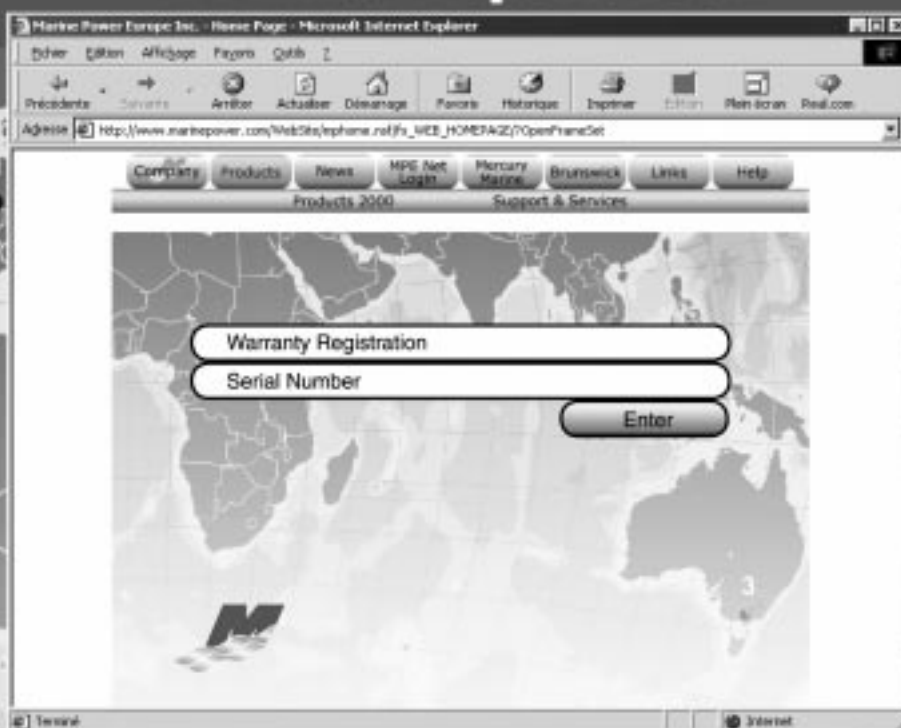 Marine Power Europe Inc. - Home Page - Microsoft Internet Explorer
Fichier Edition Affichage Favoris Outils ?
Précédente Suivante Arrêter Actualiser Démarrage Favoris Historique Imprimer Edition Plein écran Real.com
Adresse http://www.marinepower.com/WebSite/mphome.nsf/fs_WEB_HOMEPAGE/?OpenFrameSet
Company Products News MPE Net Login Mercury Marine Brunswick Links Help
Products 2000 Support & Services
Warranty Registration
Serial Number
Enter
3
M
Terminé Internet